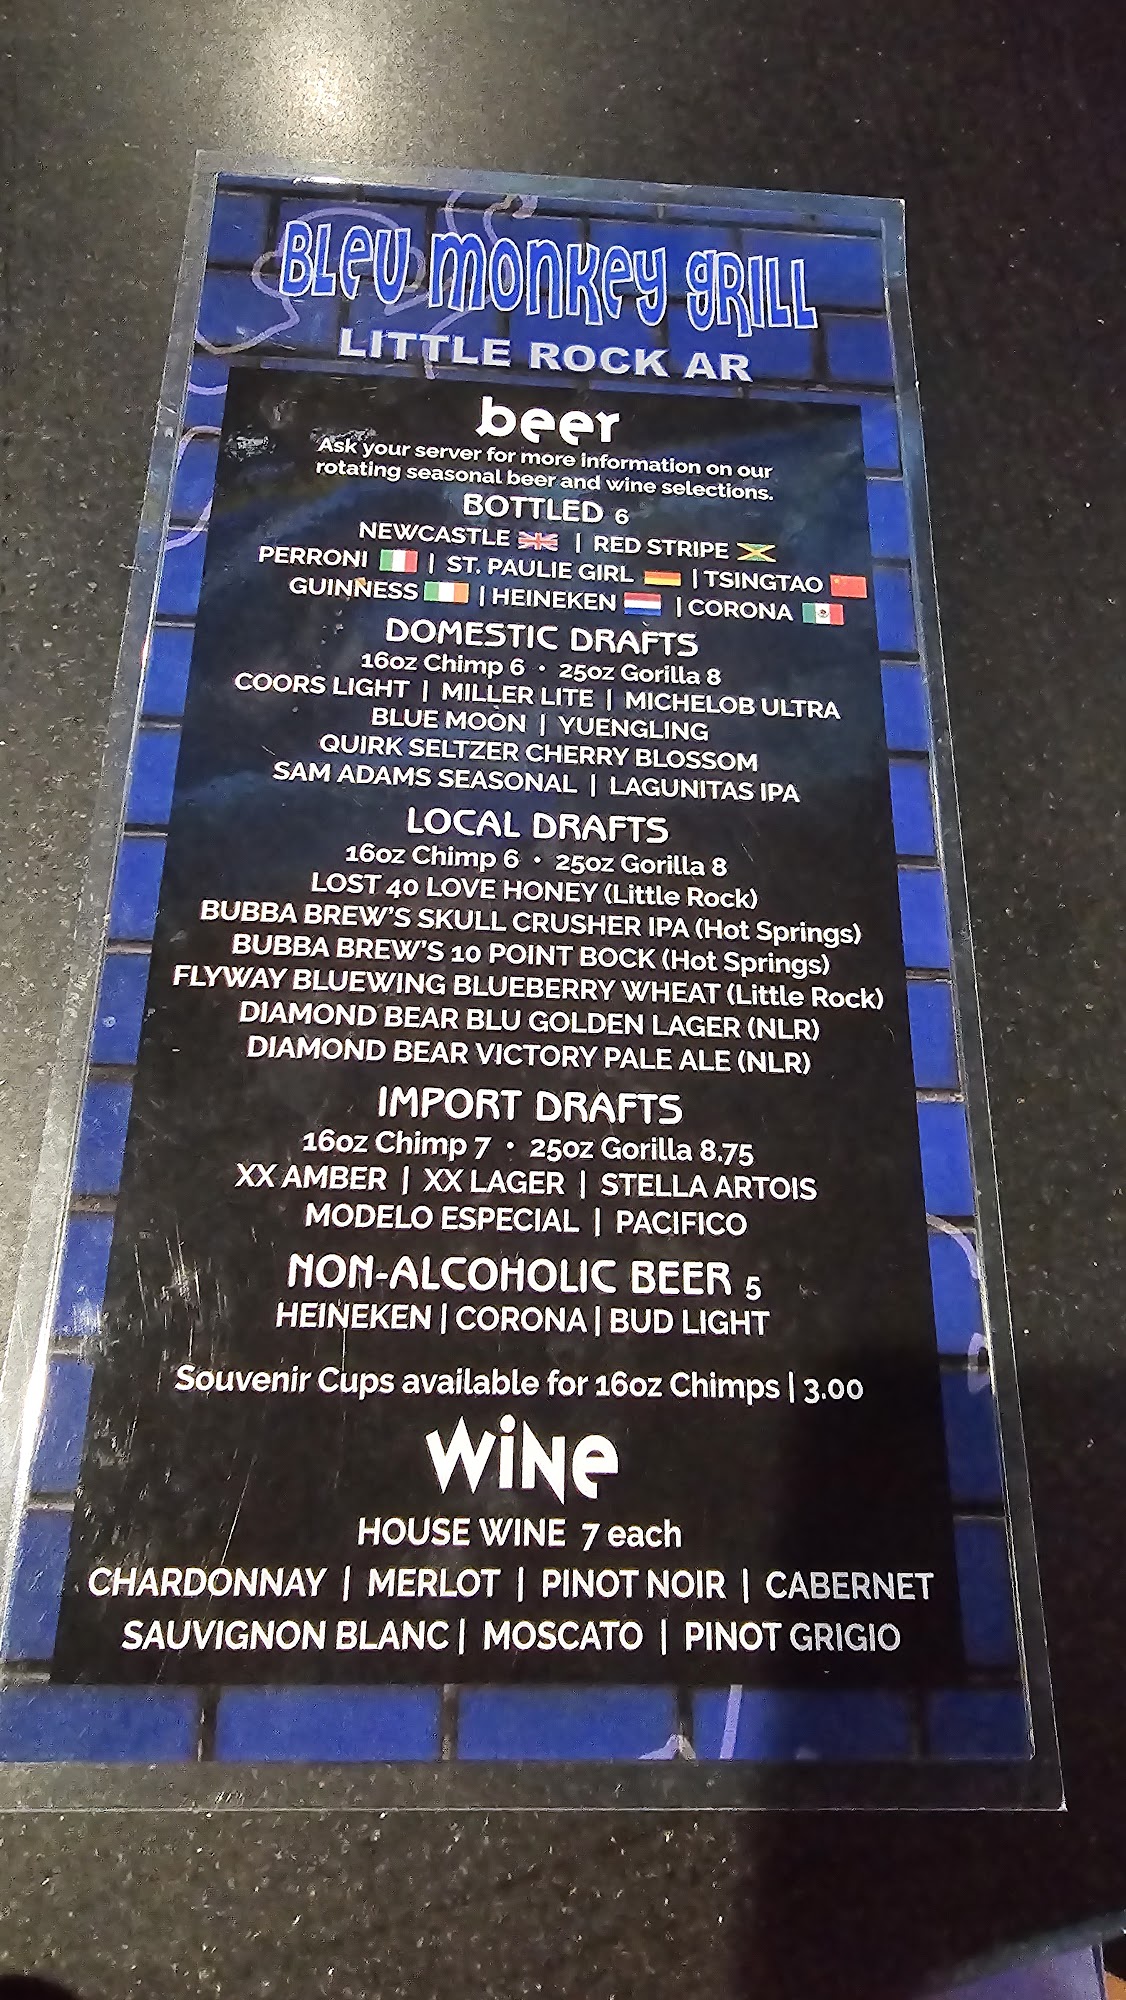 BLeU monkey gRILL
LITTLE ROCK AR
beer
Ask your server for more information on our
rotating seasonal beer and wine selections.
BOTTLED 6
NEWCASTLE | RED STRIPE
PERRONI | ST. PAULIE GIRL | TSINGTAO
GUINNESS | HEINEKEN | CORONA
DOMESTIC DRAFTS
16oz Chimp 6 • 25oz Gorilla 8
COORS LIGHT | MILLER LITE | MICHELOB ULTRA
BLUE MOON | YUENGLING
QUIRK SELTZER CHERRY BLOSSOM
SAM ADAMS SEASONAL | LAGUNITAS IPA
LOCAL DRAFTS
16oz Chimp 6 • 25oz Gorilla 8
LOST 40 LOVE HONEY (Little Rock)
BUBBA BREW'S SKULL CRUSHER IPA (Hot Springs)
BUBBA BREW'S 10 POINT BOCK (Hot Springs)
FLYWAY BLUEWING BLUEBERRY WHEAT (Little Rock)
DIAMOND BEAR BLU GOLDEN LAGER (NLR)
DIAMOND BEAR VICTORY PALE ALE (NLR)
IMPORT DRAFTS
16oz Chimp 7 • 25oz Gorilla 8.75
XX AMBER | XX LAGER | STELLA ARTOIS
MODELO ESPECIAL | PACIFICO
NON-ALCOHOLIC BEER 5
HEINEKEN | CORONA | BUD LIGHT
Souvenir Cups available for 16oz Chimps | 3.00
WiNe
HOUSE WINE 7 each
CHARDONNAY | MERLOT | PINOT NOIR | CABERNET
SAUVIGNON BLANC | MOSCATO | PINOT GRIGIO